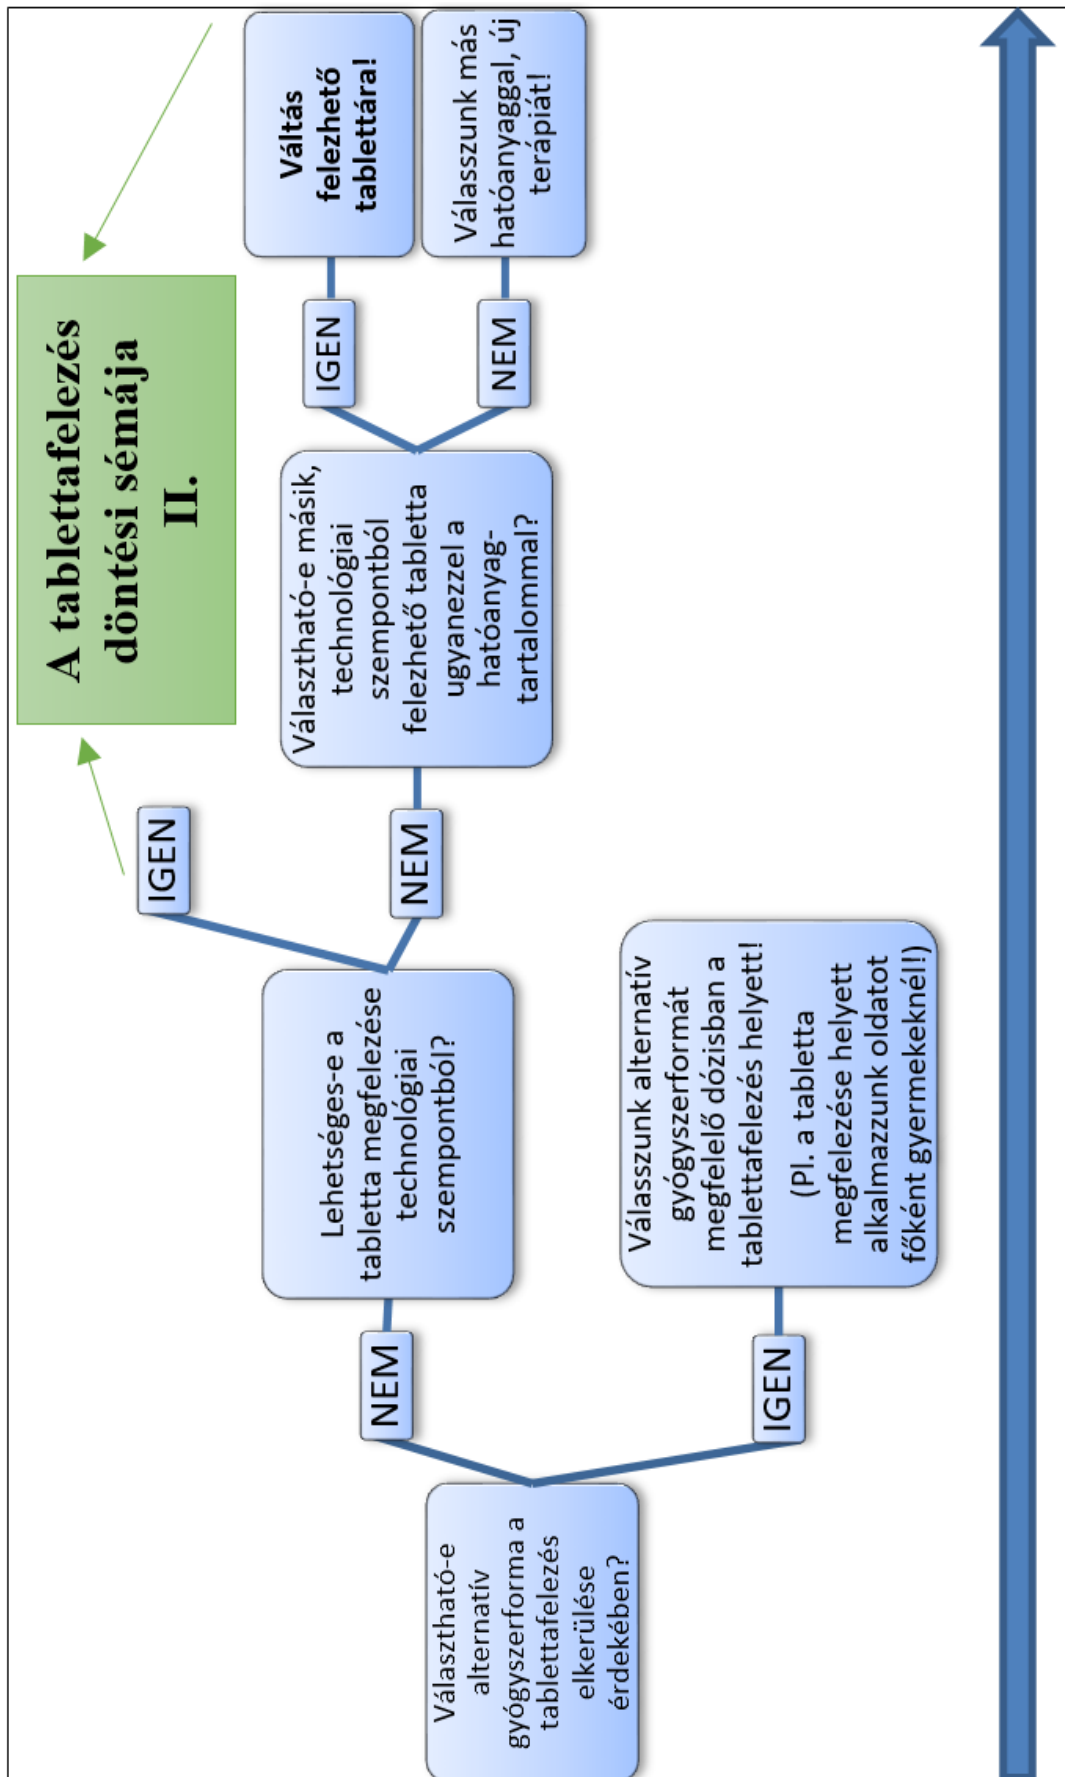 Választható-e
alternatív
gyógyszerforma a
tablettafelezés
elkerülése
érdekében?
NEM
IGEN
Lehetséges-e a
tabletta megfelezése
technológiai
szempontból?
Válasszunk alternatív
gyógyszerformát
megfelelő dózisban a
tablettafelezés helyett!
(Pl. a tabletta
megfelezése helyett
alkalmazzunk oldatot
főként gyermekeknél!)
IGEN
NEM
A tablettafelezés
döntési sémája
II.
Választható-e másik,
technológiai
szempontból
felezhető tabletta
ugyanezzel a
hatóanyag-
tartalommal?
IGEN
NEM
Váltás
felezhető
tablettára!
Válasszunk más
hatóanyaggal, új
terápiát!